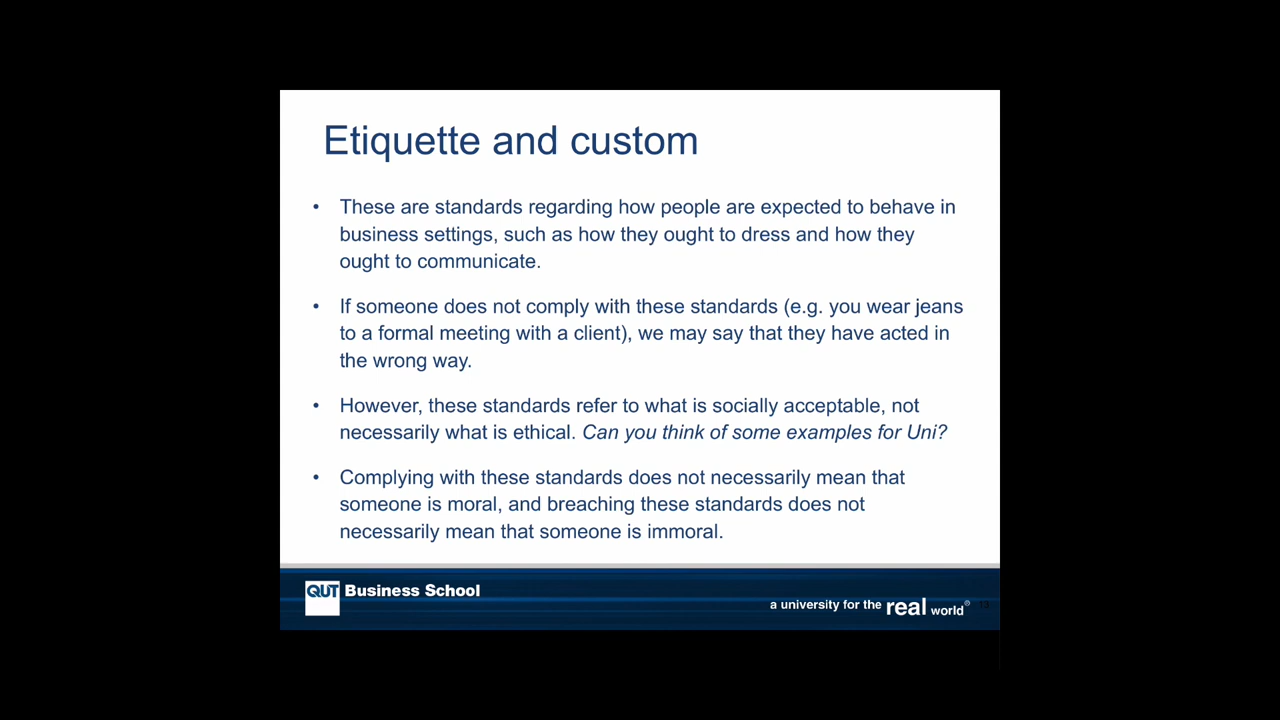 Etiquette and custom
• These are standards regarding how people are expected to behave in
business settings, such as how they ought to dress and how they
ought to communicate.
• If someone does not comply with these standards (e.g. you wear jeans
to a formal meeting with a client), we may say that they have acted in
the wrong way.
• However, these standards refer to what is socially acceptable, not
necessarily what is ethical. Can you think of some examples for Uni?
• Complying with these standards does not necessarily mean that
someone is moral, and breaching these standards does not
necessarily mean that someone is immoral.
QUT Business School
a university for the real world®